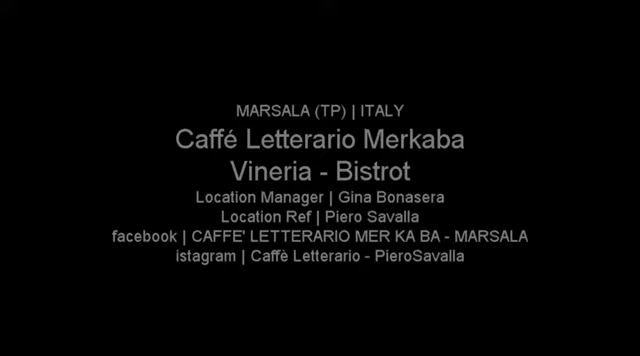 MARSALA (TP) | ITALY
Caffé Letterario Merkaba
Vineria - Bistrot
Location Manager | Gina Bonasera
Location Ref | Piero Savalla
facebook | CAFFE' LETTERARIO MER KA BA - MARSALA
istagram | Caffè Letterario - PieroSavalla